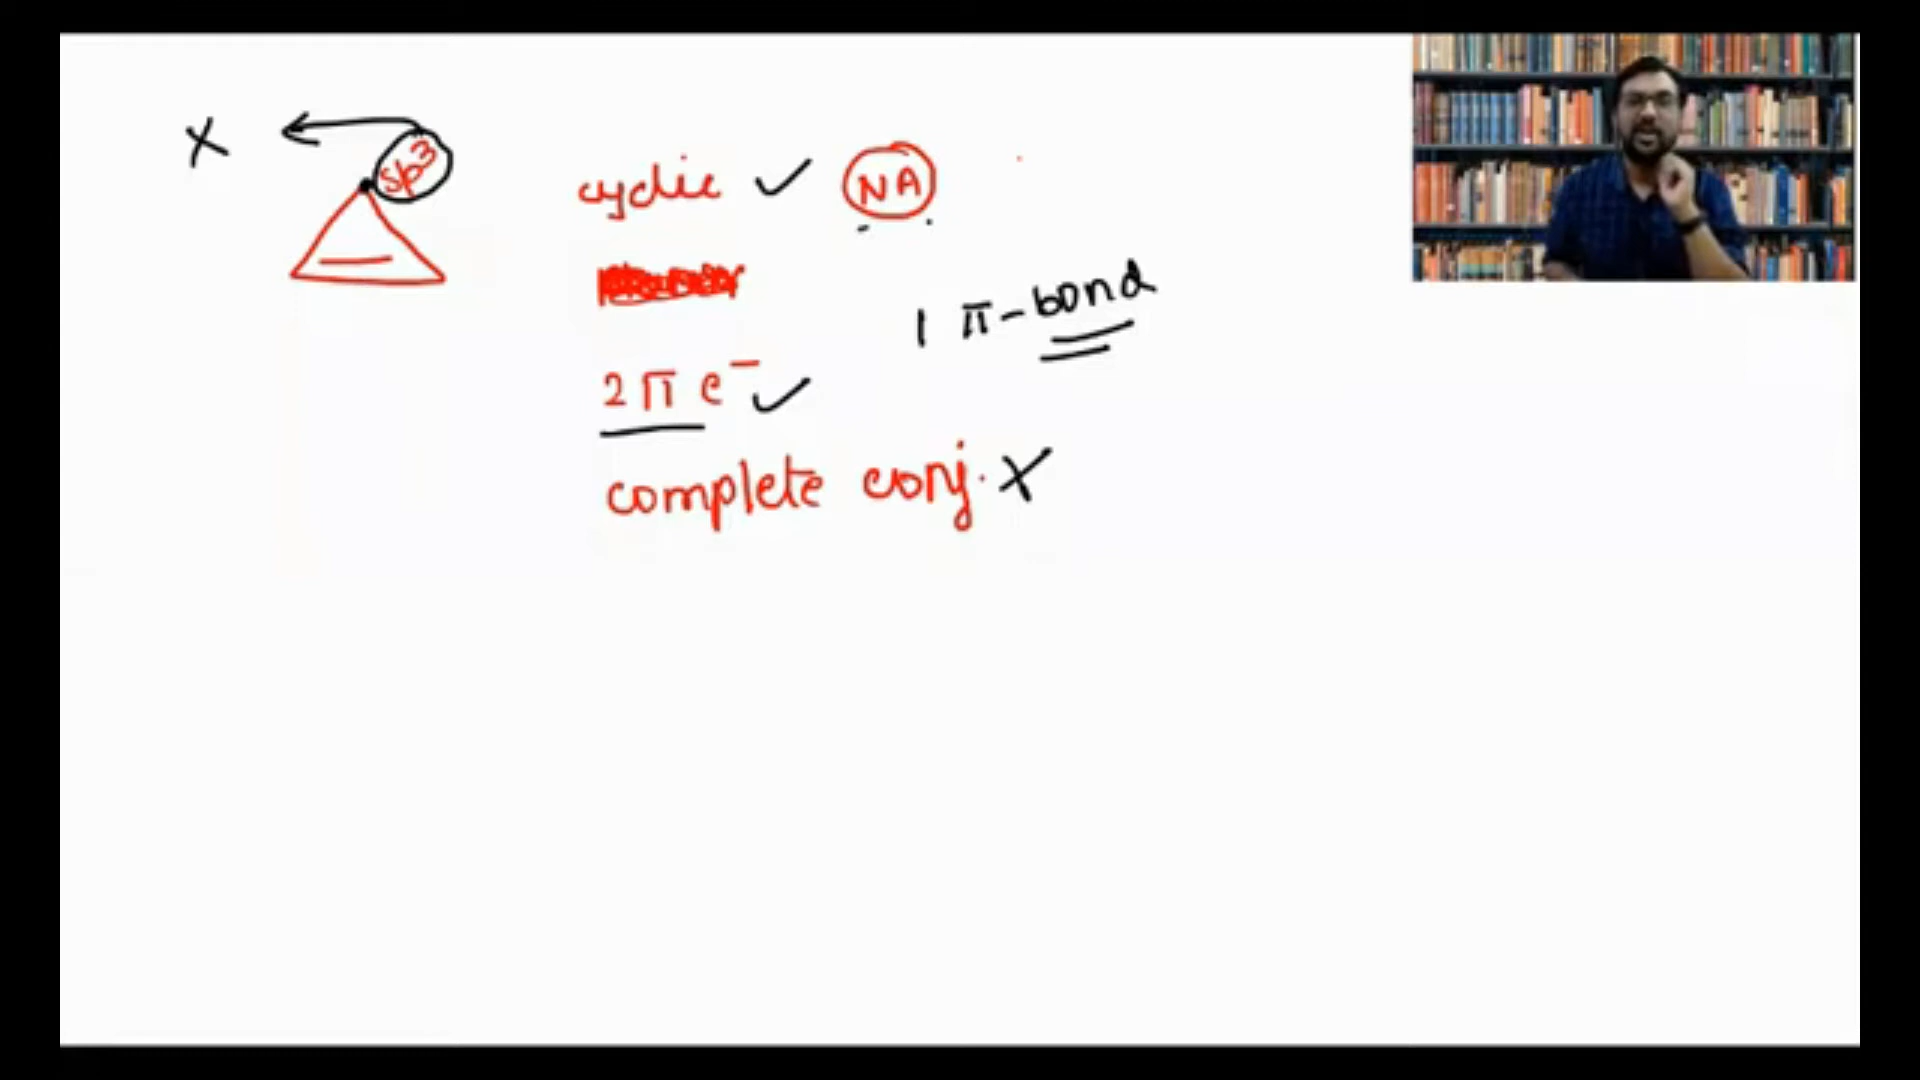 X
sp3
cyclic ✓ NA
1 π-bond
2π e⁻ ✓
complete conj. X